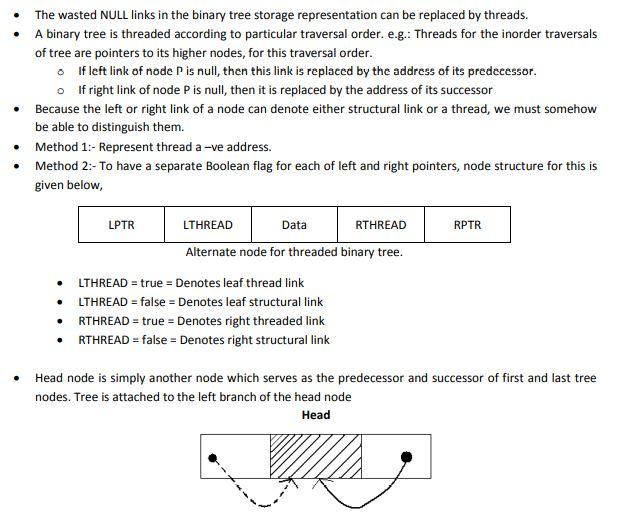 • The wasted NULL links in the binary tree storage representation can be replaced by threads.
• A binary tree is threaded according to particular traversal order. e.g.: Threads for the inorder traversals
of tree are pointers to its higher nodes, for this traversal order.
o If left link of node P is null, then this link is replaced by the address of its predecessor.
o If right link of node P is null, then it is replaced by the address of its successor
• Because the left or right link of a node can denote either structural link or a thread, we must somehow
be able to distinguish them.
• Method 1:- Represent thread a –ve address.
• Method 2:- To have a separate Boolean flag for each of left and right pointers, node structure for this is
given below,
LPTR LTHREAD Data RTHREAD RPTR
Alternate node for threaded binary tree.
• LTHREAD = true = Denotes leaf thread link
• LTHREAD = false = Denotes leaf structural link
• RTHREAD = true = Denotes right threaded link
• RTHREAD = false = Denotes right structural link
• Head node is simply another node which serves as the predecessor and successor of first and last tree
nodes. Tree is attached to the left branch of the head node
Head